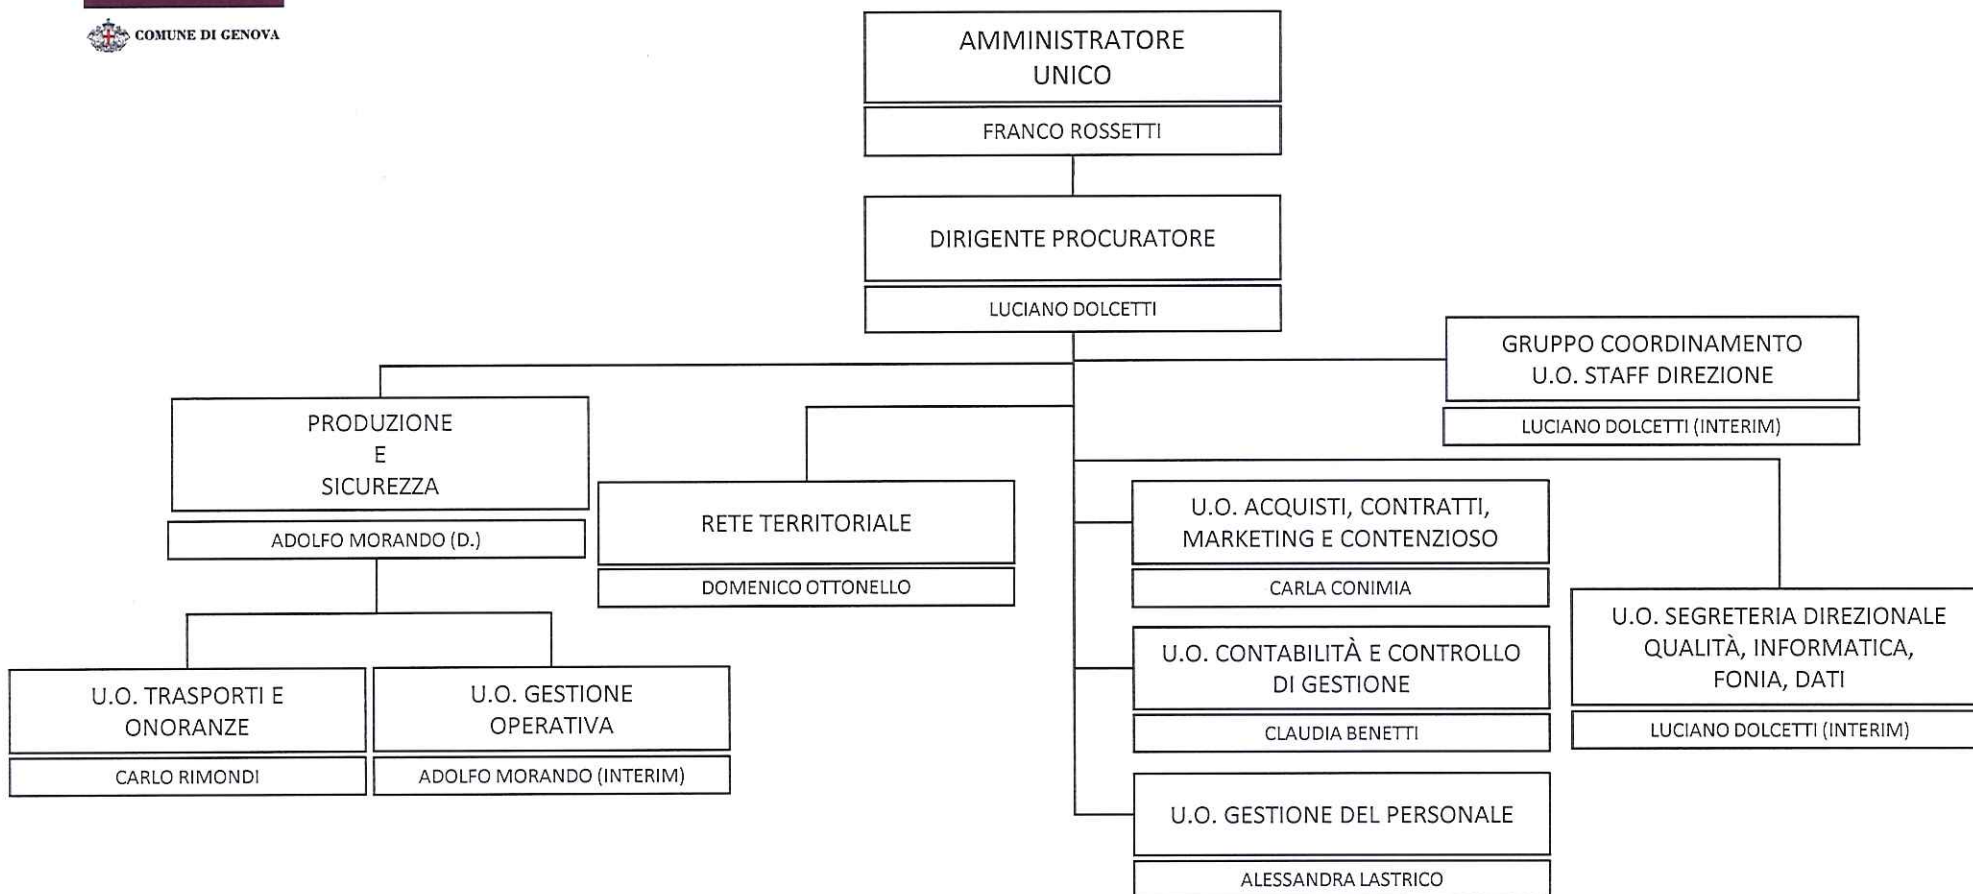 COMUNE DI GENOVA
AMMINISTRATORE
UNICO
FRANCO ROSSETTI
DIRIGENTE PROCURATORE
LUCIANO DOLCETTI
GRUPPO COORDINAMENTO
U.O. STAFF DIREZIONE
LUCIANO DOLCETTI (INTERIM)
PRODUZIONE
E
SICUREZZA
ADOLFO MORANDO (D.)
RETE TERRITORIALE
DOMENICO OTTONELLO
U.O. ACQUISTI, CONTRATTI,
MARKETING E CONTENZIOSO
CARLA CONIMIA
U.O. SEGRETERIA DIREZIONALE
QUALITÀ, INFORMATICA,
FONIA, DATI
LUCIANO DOLCETTI (INTERIM)
U.O. CONTABILITÀ E CONTROLLO
DI GESTIONE
CLAUDIA BENETTI
U.O. TRASPORTI E
ONORANZE
CARLO RIMONDI
U.O. GESTIONE
OPERATIVA
ADOLFO MORANDO (INTERIM)
U.O. GESTIONE DEL PERSONALE
ALESSANDRA LASTRICO